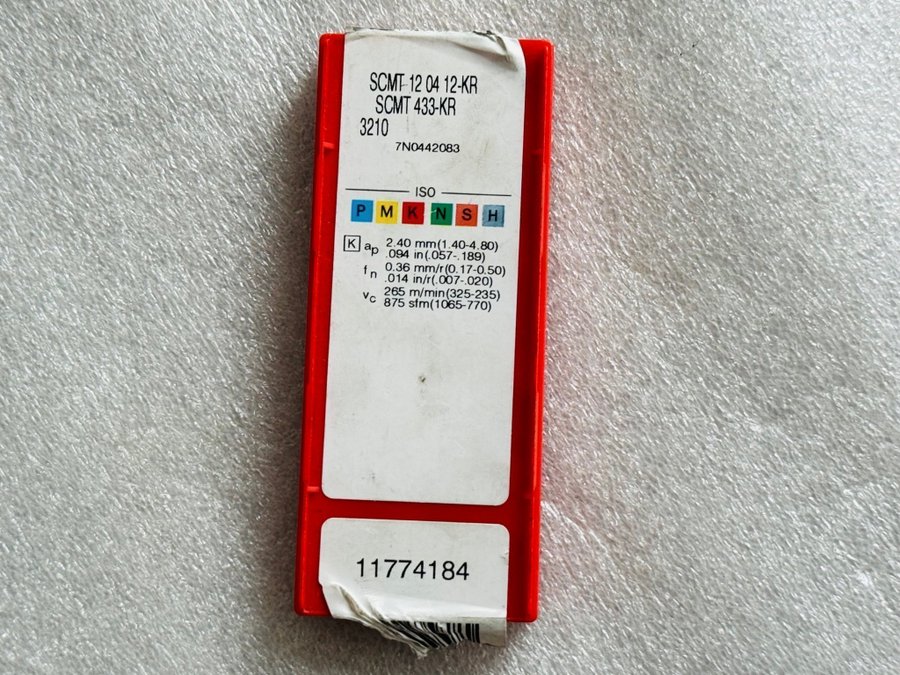 SCMT 12 04 12-KR
SCMT 433-KR
3210
7N0442083
ISO
P M K N S H
K ap 2.40 mm(1.40-4.80)
.094 in(.057-.189)
fn 0.36 mm/r(0.17-0.50)
.014 in/r(.007-.020)
vc 265 m/min(325-235)
875 sfm(1065-770)
11774184